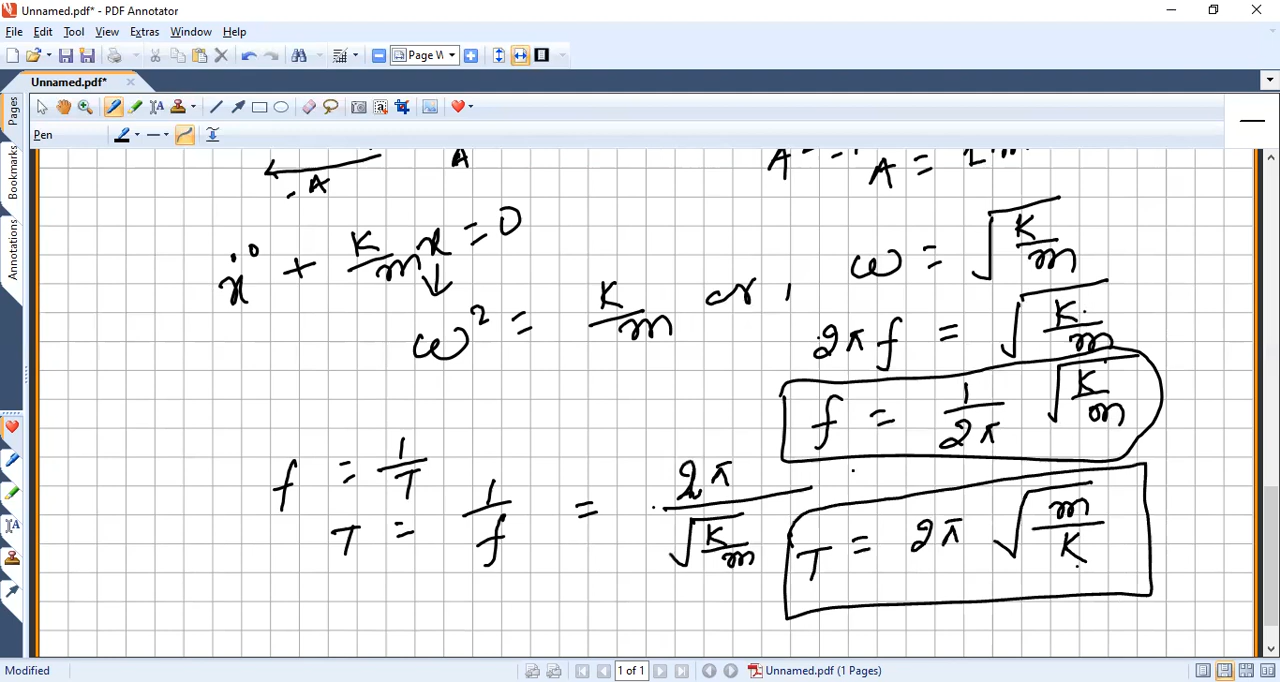 Unnamed.pdf* - PDF Annotator
File Edit Tool View Extras Window Help
Page W
Unnamed.pdf*
Pen
Pages
Bookmarks
Annotations
A
- A
A =
ẋ° + K/m x = 0
ω = √(K/m)
ω² = K/m or,
2π f = √(K/m)
f = 1/2π √(K/m)
f = 1/T
T = 1/f = 2π/√(K/m)
T = 2π √(m/K)
Modified
1 of 1
Unnamed.pdf (1 Pages)